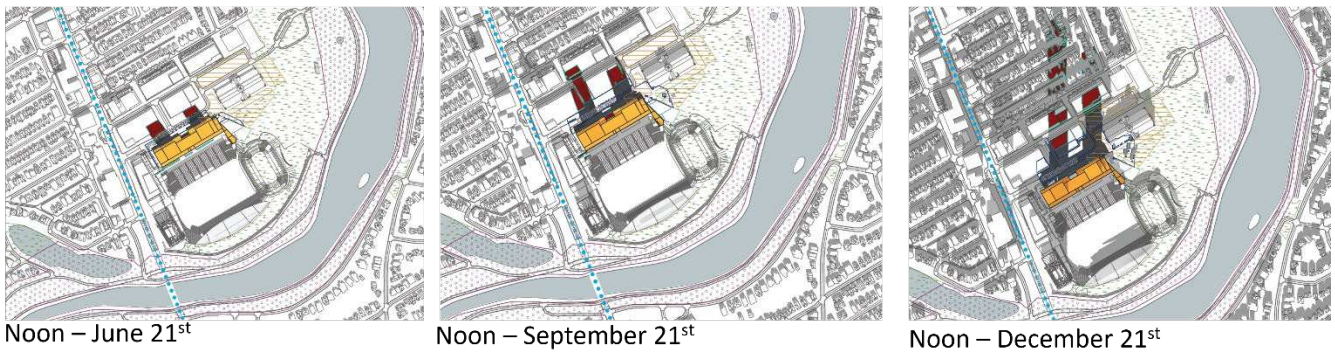 Noon – June 21st
Noon – September 21st
Noon – December 21st